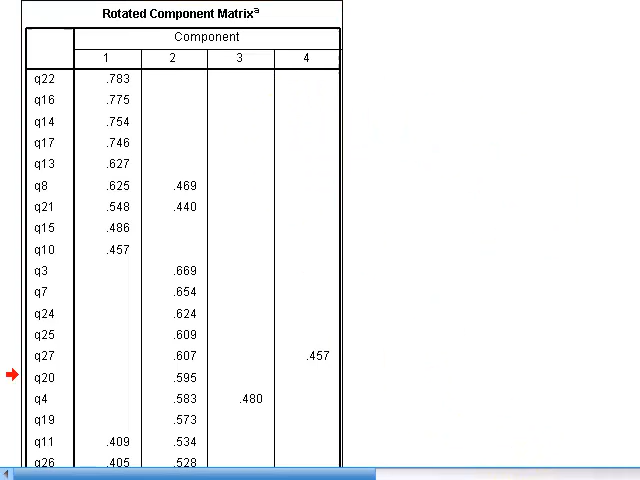 Rotated Component Matrixᵃ
Component
1 2 3 4
q22 .783
q16 .775
q14 .754
q17 .746
q13 .627
q8 .625 .469
q21 .548 .440
q15 .486
q10 .457
q3 .669
q7 .654
q24 .624
q25 .609
q27 .607 .457
q20 .595
q4 .583 .480
q19 .573
q11 .409 .534
q26 .405 .528